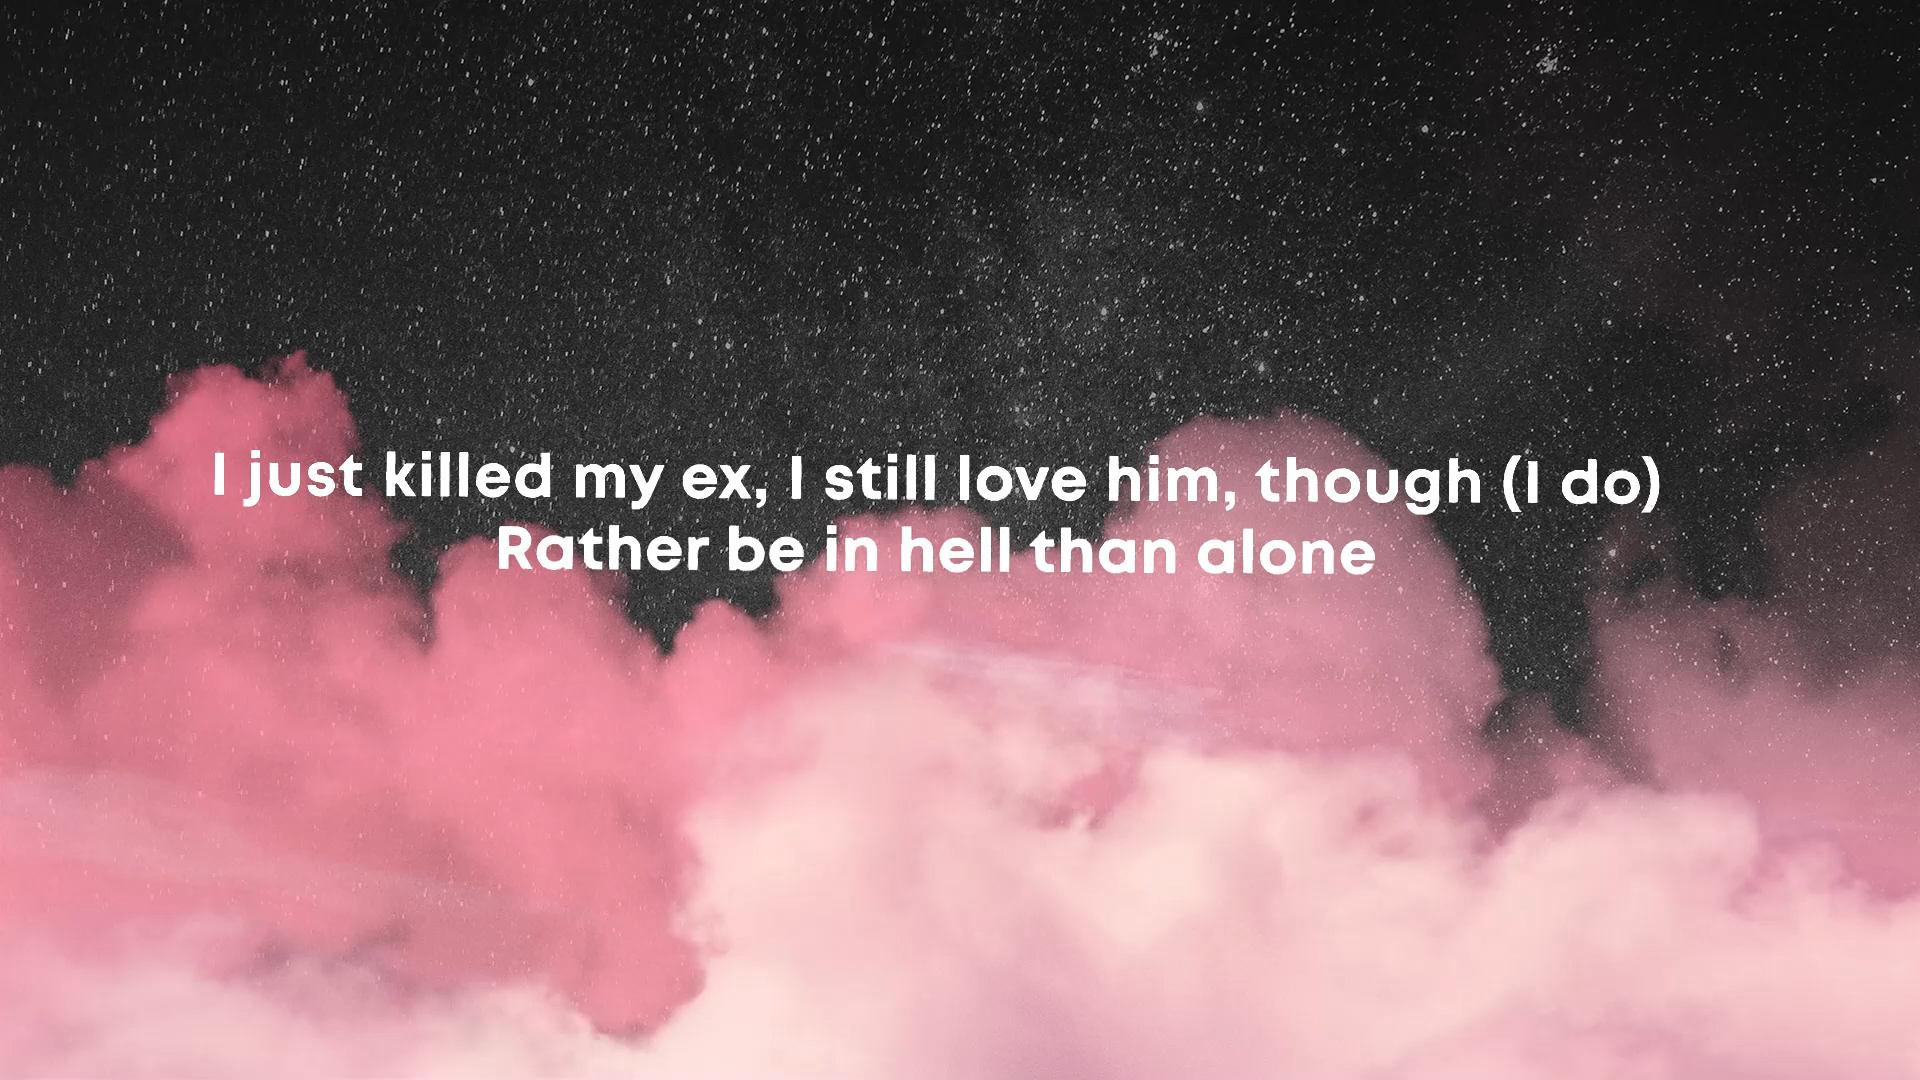 I just killed my ex, I still love him, though (I do)
Rather be in hell than alone